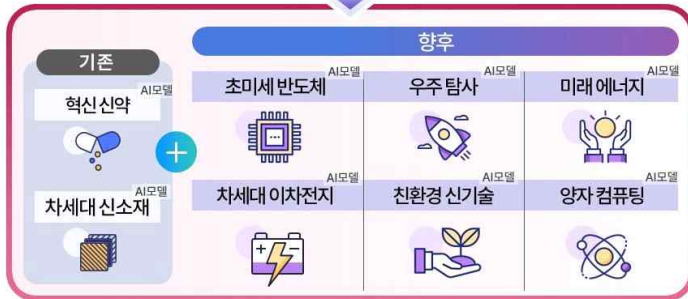 기존
AI모델
혁신 신약
AI모델
차세대 신소재
향후
AI모델
초미세 반도체
AI모델
우주 탐사
AI모델
미래 에너지
AI모델
차세대 이차전지
AI모델
친환경 신기술
AI모델
양자 컴퓨팅